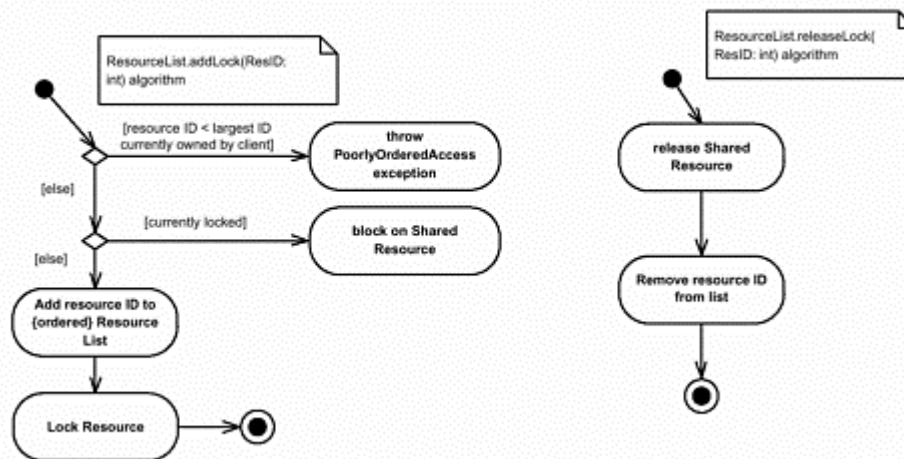 ResourceList.addLock(ResID:
int) algorithm
[resource ID < largest ID
currently owned by client]
throw
PoorlyOrderedAccess
exception
[else]
[currently locked]
block on Shared
Resource
[else]
Add resource ID to
{ordered} Resource
List
Lock Resource
ResourceList.releaseLock(
ResID: int) algorithm
release Shared
Resource
Remove resource ID
from list